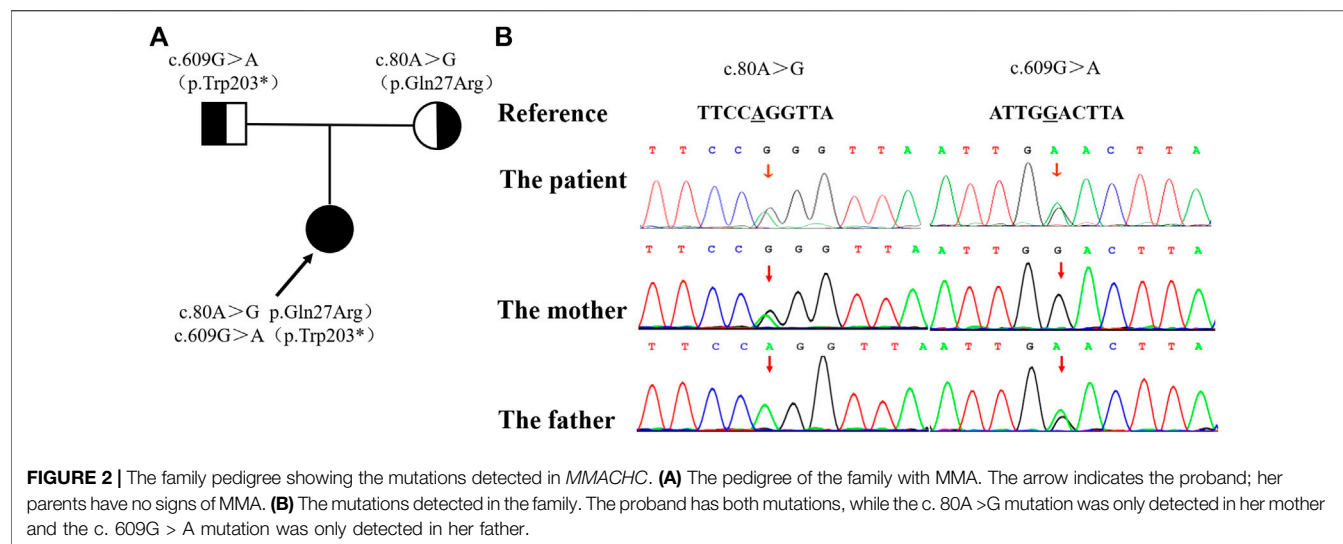 A
c.609G>A
（p.Trp203*）
c.80A>G
（p.Gln27Arg）
c.80A>G p.Gln27Arg）
c.609G>A（p.Trp203*）
B
c.80A>G
c.609G>A
Reference
TTCCAGGTTA
ATTGGACTTA
T T C C G G G T T A A T T G A A C T T A
The patient
T T C C G G G T T A A T T G G A C T T A
The mother
T T C C A G G T T A A T T G A A C T T A
The father
FIGURE 2 | The family pedigree showing the mutations detected in MMACHC. (A) The pedigree of the family with MMA. The arrow indicates the proband; her
parents have no signs of MMA. (B) The mutations detected in the family. The proband has both mutations, while the c. 80A >G mutation was only detected in her mother
and the c. 609G > A mutation was only detected in her father.